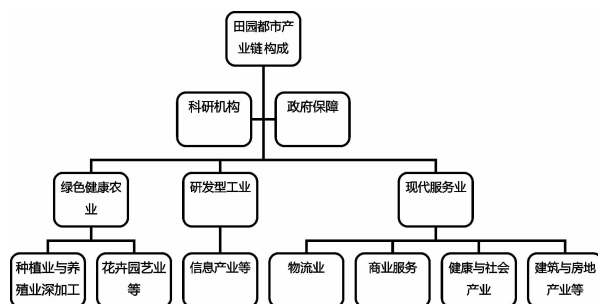 田园都市产
业链构成
科研机构
政府保障
绿色健康农
业
研发型工业
现代服务业
种植业与养
殖业深加工
花卉园艺业
等
信息产业等
物流业
商业服务
健康与社会
产业
建筑与房地
产业等